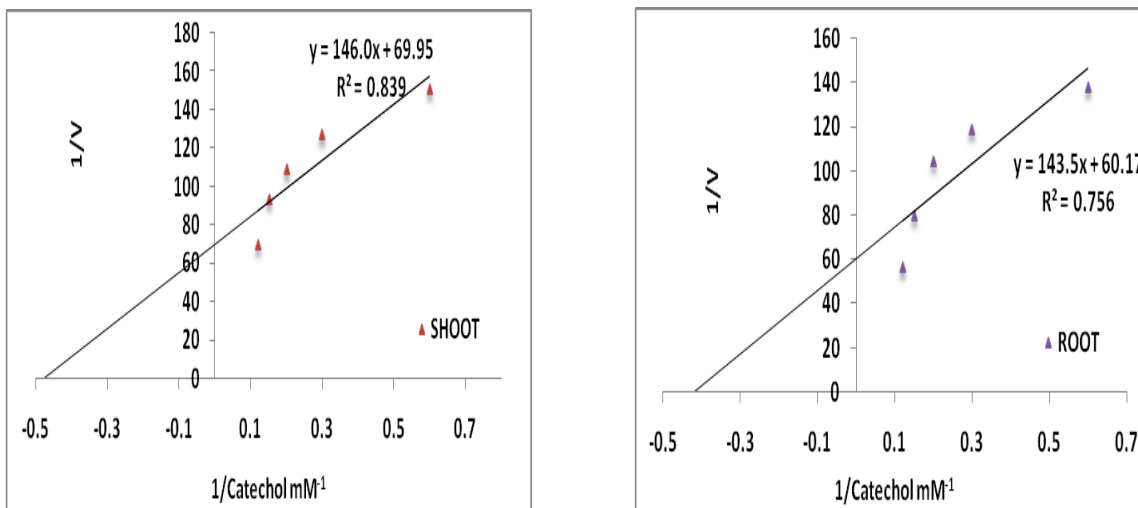 180
160
140
120
100
80
60
40
20
0
y = 146.0x + 69.95
R² = 0.839
1/V
SHOOT
-0.5 -0.3 -0.1 0.1 0.3 0.5 0.7
1/Catechol mM⁻¹
160
140
120
100
80
60
40
20
0
y = 143.5x + 60.17
R² = 0.756
1/V
ROOT
-0.5 -0.3 -0.1 0.1 0.3 0.5 0.7
1/Catechol mM⁻¹